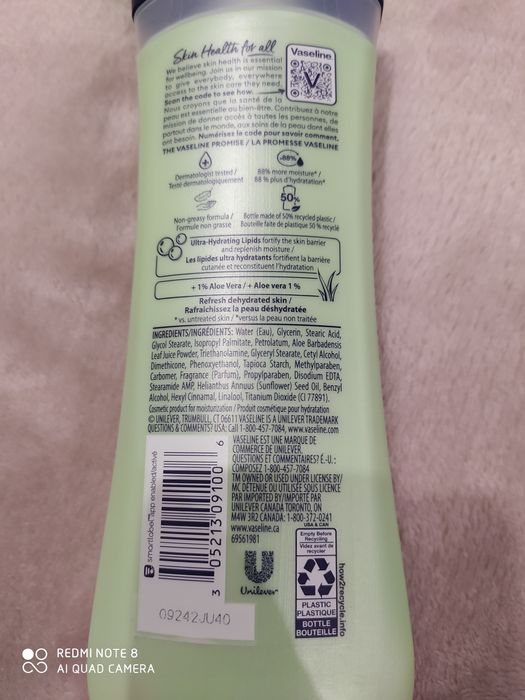 Skin Health for all
We believe skin health is essential
for wellbeing. Join us in our mission
to give everybody, everywhere
access to the skin care they need.
Scan the code to see how.
Vaseline
V
Nous croyons que la santé de la
peau est essentielle au bien-être. Contribuez à notre
mission de donner accès à toutes les personnes, de
partout dans le monde, aux soins de la peau dont elles
ont besoin. Numérisez le code pour savoir comment.
THE VASELINE PROMISE / LA PROMESSE VASELINE
Dermatologist tested /
Testé dermatologiquement
+88%
88% more moisture* /
88 % plus d'hydratation*
Non-greasy formula /
Formule non grasse
50%
Bottle made of 50% recycled plastic /
Bouteille faite de plastique 50 % recyclé
Ultra-Hydrating Lipids fortify the skin barrier
and replenish moisture /
Les lipides ultra hydratants fortifient la barrière
cutanée et reconstituent l'hydratation
+ 1% Aloe Vera / + Aloe vera 1 %
Refresh dehydrated skin /
Rafraichissez la peau déshydratée
* vs. untreated skin / *versus la peau non traitée
INGREDIENTS/INGRÉDIENTS: Water (Eau), Glycerin, Stearic Acid,
Glycol Stearate, Isopropyl Palmitate, Petrolatum, Aloe Barbadensis
Leaf Juice Powder, Triethanolamine, Glyceryl Stearate, Cetyl Alcohol,
Dimethicone, Phenoxyethanol, Tapioca Starch, Methylparaben,
Carbomer, Fragrance (Parfum), Propylparaben, Disodium EDTA,
Stearamide AMP, Helianthus Annuus (Sunflower) Seed Oil, Benzyl
Alcohol, Hexyl Cinnamal, Linalool, Titanium Dioxide (CI 77891).
Cosmetic product for moisturization / Produit cosmétique pour hydratation
© UNILEVER, TRUMBULL, CT 06611 VASELINE IS A UNILEVER TRADEMARK
QUESTIONS & COMMENTS? USA: Call 1-800-457-7084, www.vaseline.com
VASELINE EST UNE MARQUE DE
COMMERCE DE UNILEVER.
QUESTIONS ET COMMENTAIRES? É.-U. :
COMPOSEZ 1-800-457-7084
TM OWNED OR USED UNDER LICENSE BY/
MC DÉTENUE OU UTILISÉE SOUS LICENCE
PAR IMPORTED BY/IMPORTÉ PAR
UNILEVER CANADA TORONTO, ON
M4W 3R2 CANADA: 1-800-372-0241
www.vaseline.ca
69561981
smartlabel™ app enabled/activé
3 05213 09100 6
09242JU40
Unilever
USA & CAN
Empty Before
Recycling
Videz avant de
recycler
PLASTIC
PLASTIQUE
BOTTLE
BOUTEILLE
how2recycle.info
REDMI NOTE 8
AI QUAD CAMERA